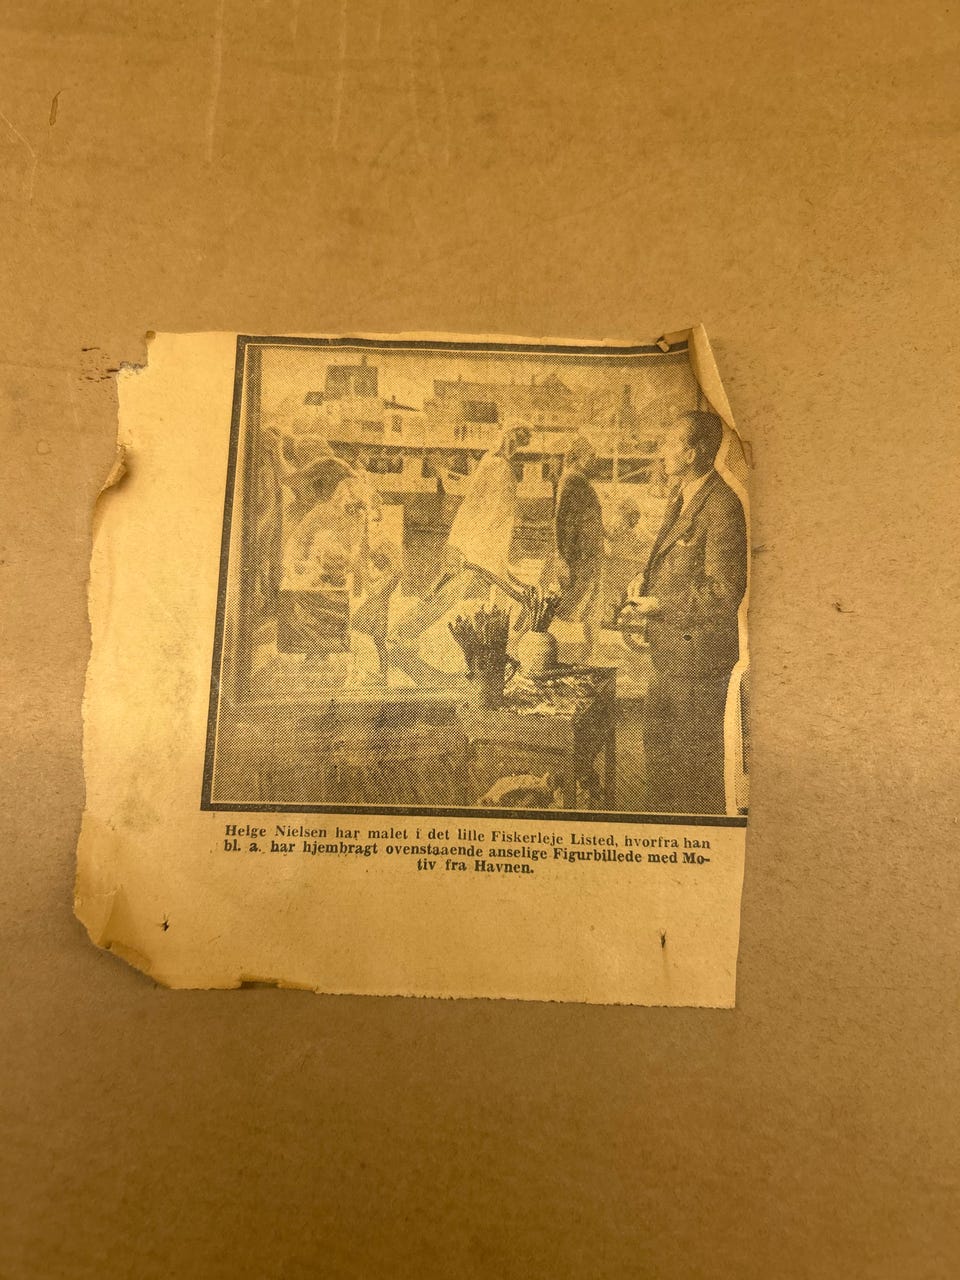 Helge Nielsen har malet i det lille Fiskerleje Listed, hvorfra han
bl. a. har hjembragt ovenstaaende anselige Figurbillede med Mo-
tiv fra Havnen.